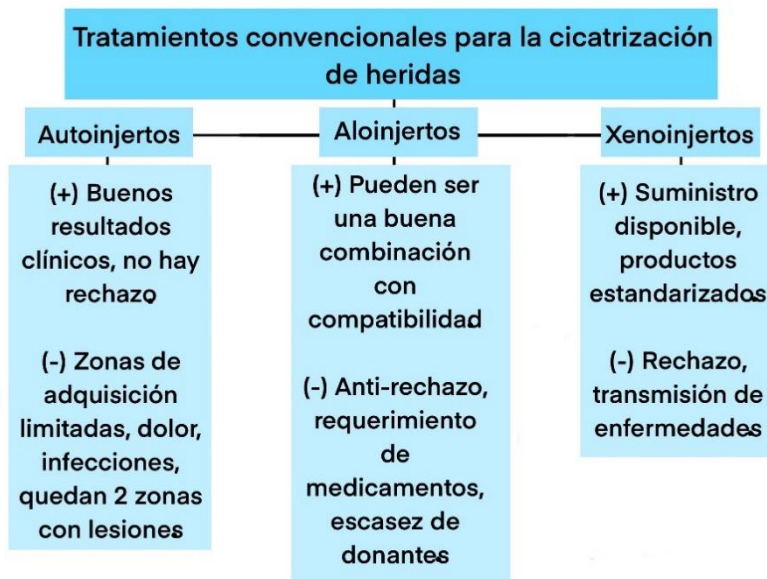 Tratamientos convencionales para la cicatrización
de heridas
Autoinjertos
Aloinjertos
Xenoinjertos
(+) Buenos
resultados
clínicos, no hay
rechazo.
(-) Zonas de
adquisición
limitadas, dolor,
infecciones,
quedan 2 zonas
con lesiones.
(+) Pueden ser
una buena
combinación
con
compatibilidad.
(-) Anti-rechazo,
requerimiento
de
medicamentos,
escasez de
donantes.
(+) Suministro
disponible,
productos
estandarizados.
(-) Rechazo,
transmisión de
enfermedades.